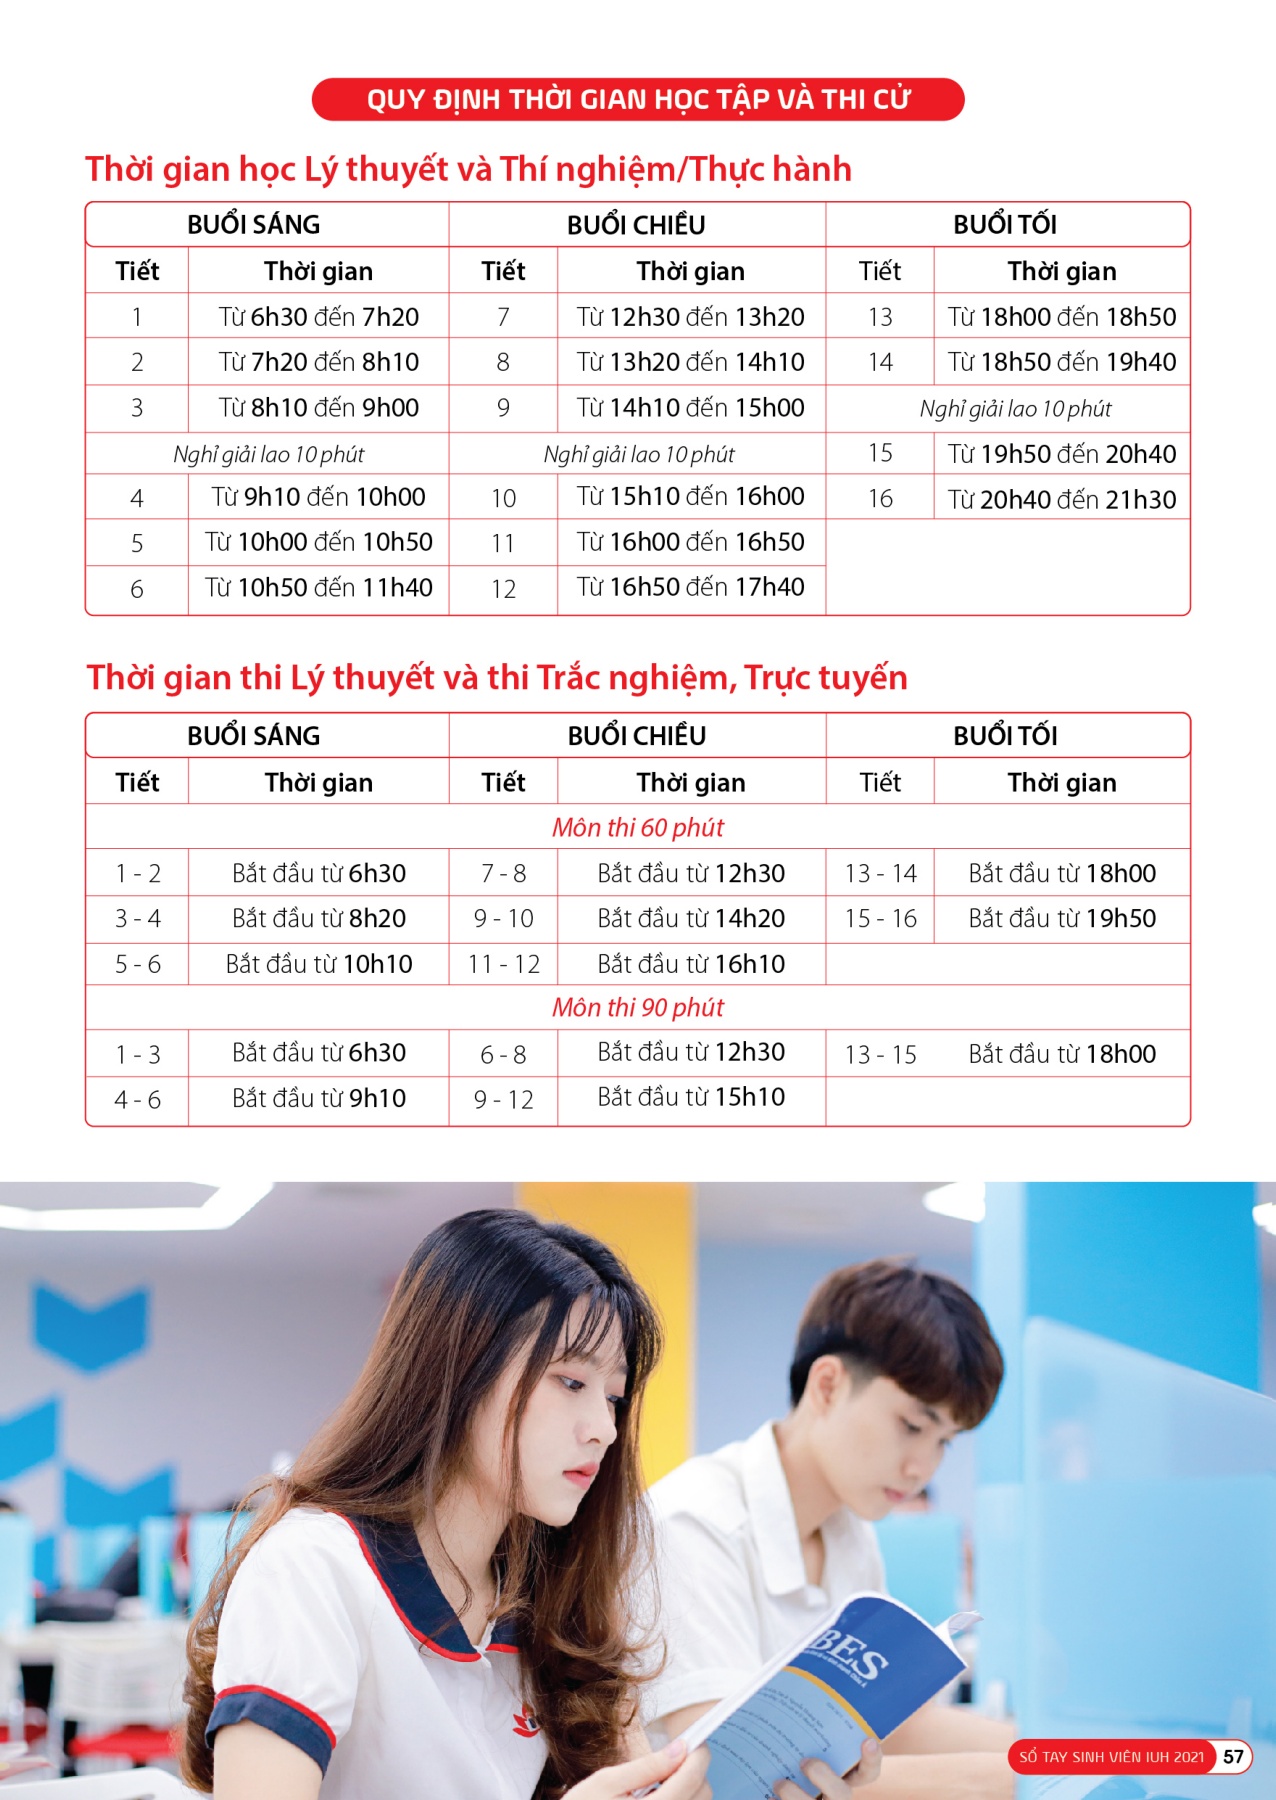 QUY ĐỊNH THỜI GIAN HỌC TẬP VÀ THI CỬ
Thời gian học Lý thuyết và Thí nghiệm/Thực hành
BUỔI SÁNG BUỔI CHIỀU BUỔI TỐI
Tiết Thời gian Tiết Thời gian Tiết Thời gian
1 Từ 6h30 đến 7h20 7 Từ 12h30 đến 13h20 13 Từ 18h00 đến 18h50
2 Từ 7h20 đến 8h10 8 Từ 13h20 đến 14h10 14 Từ 18h50 đến 19h40
3 Từ 8h10 đến 9h00 9 Từ 14h10 đến 15h00 Nghỉ giải lao 10 phút
Nghỉ giải lao 10 phút Nghỉ giải lao 10 phút 15 Từ 19h50 đến 20h40
4 Từ 9h10 đến 10h00 10 Từ 15h10 đến 16h00 16 Từ 20h40 đến 21h30
5 Từ 10h00 đến 10h50 11 Từ 16h00 đến 16h50
6 Từ 10h50 đến 11h40 12 Từ 16h50 đến 17h40
Thời gian thi Lý thuyết và thi Trắc nghiệm, Trực tuyến
BUỔI SÁNG BUỔI CHIỀU BUỔI TỐI
Tiết Thời gian Tiết Thời gian Tiết Thời gian
Môn thi 60 phút
1 - 2 Bắt đầu từ 6h30 7 - 8 Bắt đầu từ 12h30 13 - 14 Bắt đầu từ 18h00
3 - 4 Bắt đầu từ 8h20 9 - 10 Bắt đầu từ 14h20 15 - 16 Bắt đầu từ 19h50
5 - 6 Bắt đầu từ 10h10 11 - 12 Bắt đầu từ 16h10
Môn thi 90 phút
1 - 3 Bắt đầu từ 6h30 6 - 8 Bắt đầu từ 12h30 13 - 15 Bắt đầu từ 18h00
4 - 6 Bắt đầu từ 9h10 9 - 12 Bắt đầu từ 15h10
BES
SỔ TAY SINH VIÊN IUH 2021 57